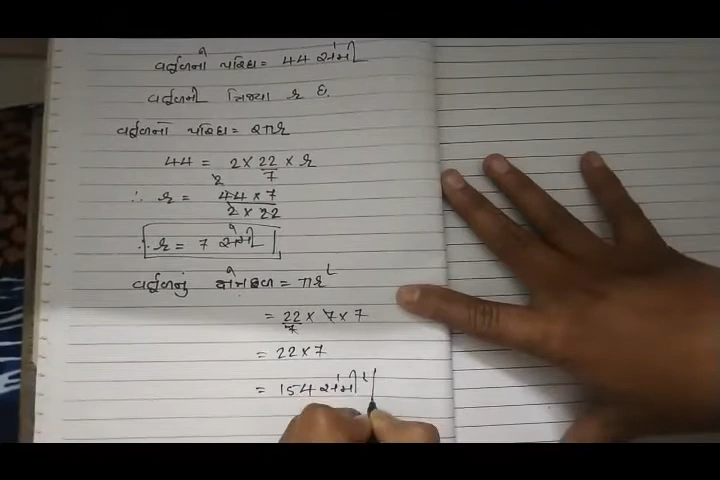 વર્તુળનો પરિઘ = 44 સેમી
વર્તુળની ત્રિજ્યા r છે.
વર્તુળનો પરિઘ = 2πr
44 = 2 × 22/7 × r
∴ r = 44 × 7 / 2 × 22
∴ r = 7 સેમી
વર્તુળનું ક્ષેત્રફળ = πr²
= 22/7 × 7 × 7
= 22 × 7
= 154 સેમી²